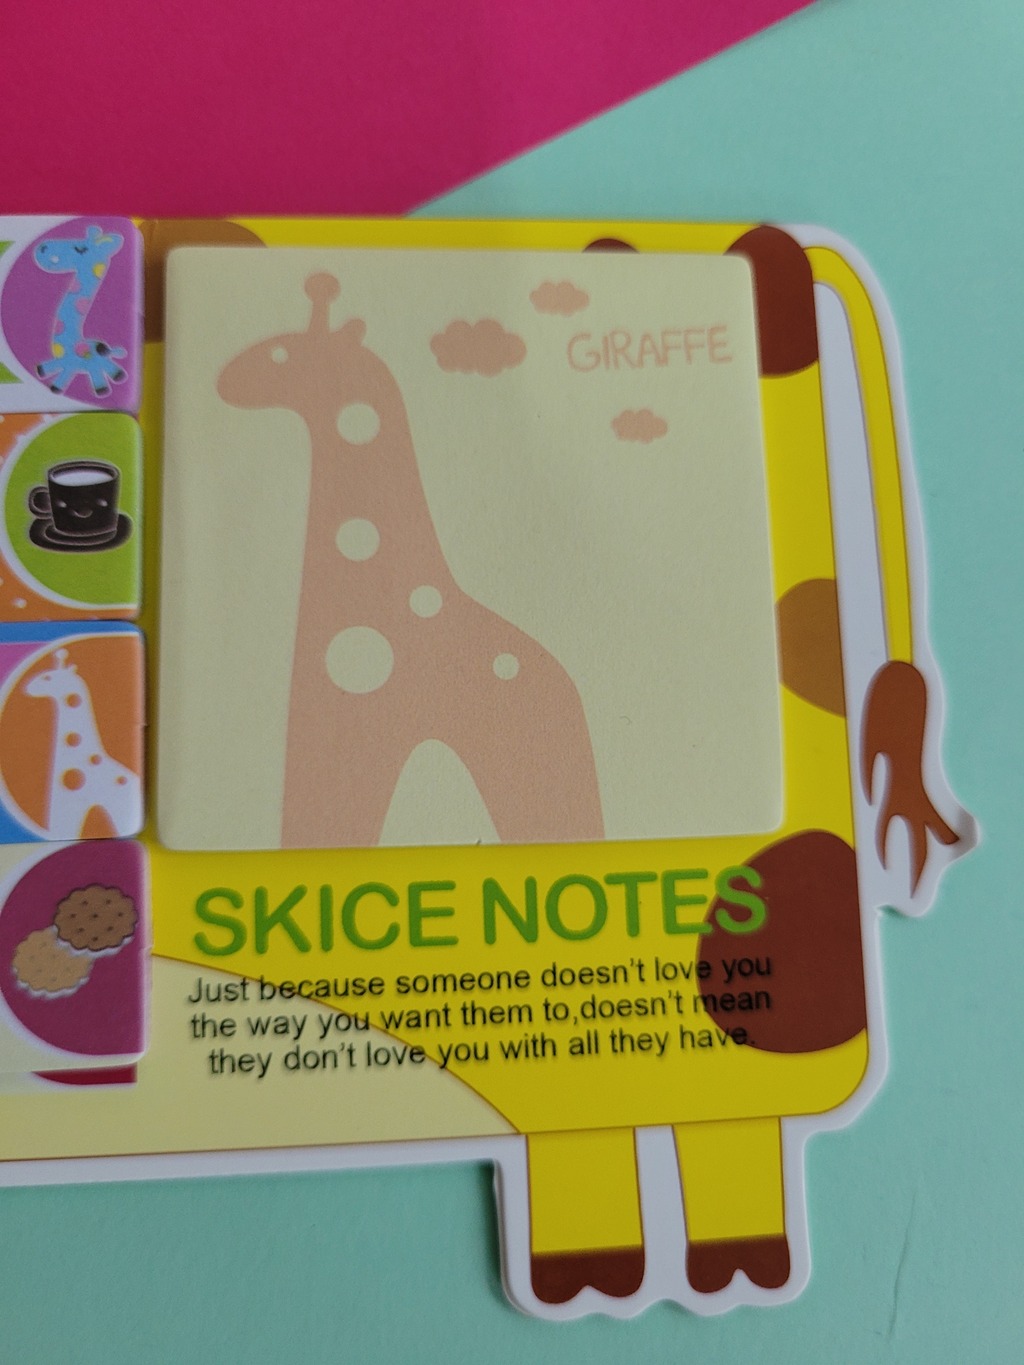 GIRAFFE
SKICE NOTES
Just because someone doesn't love you
the way you want them to,doesn't mean
they don't love you with all they have.